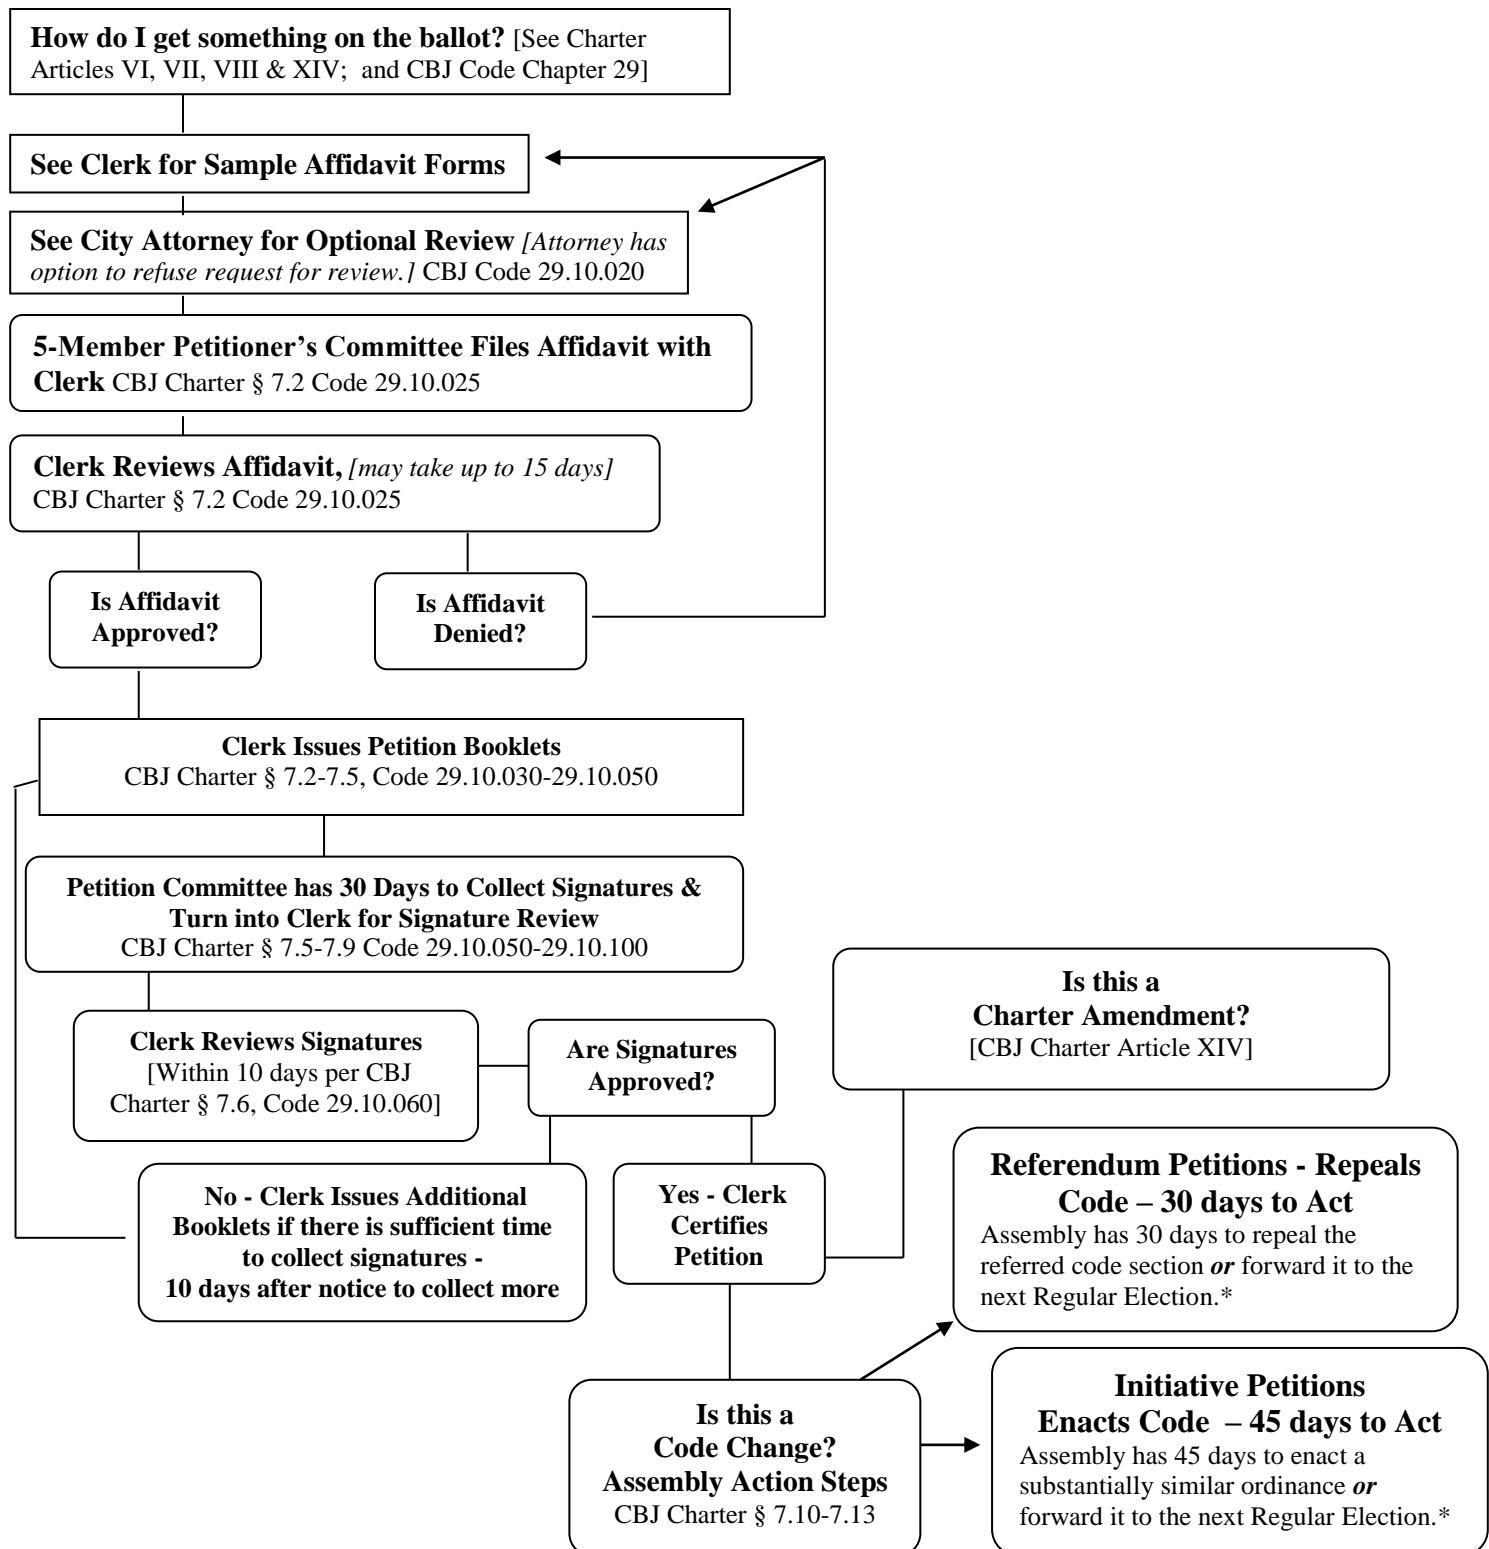 How do I get something on the ballot? [See Charter
Articles VI, VII, VIII & XIV;  and CBJ Code Chapter 29]
See Clerk for Sample Affidavit Forms
See City Attorney for Optional Review [Attorney has
option to refuse request for review.] CBJ Code 29.10.020
5-Member Petitioner’s Committee Files Affidavit with
Clerk CBJ Charter § 7.2 Code 29.10.025
Clerk Reviews Affidavit, [may take up to 15 days]
CBJ Charter § 7.2 Code 29.10.025
Is Affidavit
Approved?
Is Affidavit
Denied?
Clerk Issues Petition Booklets
CBJ Charter § 7.2-7.5, Code 29.10.030-29.10.050
Petition Committee has 30 Days to Collect Signatures &
Turn into Clerk for Signature Review
CBJ Charter § 7.5-7.9 Code 29.10.050-29.10.100
Clerk Reviews Signatures
[Within 10 days per CBJ
Charter § 7.6, Code 29.10.060]
Are Signatures
Approved?
No - Clerk Issues Additional
Booklets if there is sufficient time
to collect signatures -
10 days after notice to collect more
Yes - Clerk
Certifies
Petition
Is this a
Charter Amendment?
[CBJ Charter Article XIV]
Is this a
Code Change?
Assembly Action Steps
CBJ Charter § 7.10-7.13
Referendum Petitions - Repeals
Code – 30 days to Act
Assembly has 30 days to repeal the
referred code section or forward it to the
next Regular Election.*
Initiative Petitions
Enacts Code  – 45 days to Act
Assembly has 45 days to enact a
substantially similar ordinance or
forward it to the next Regular Election.*